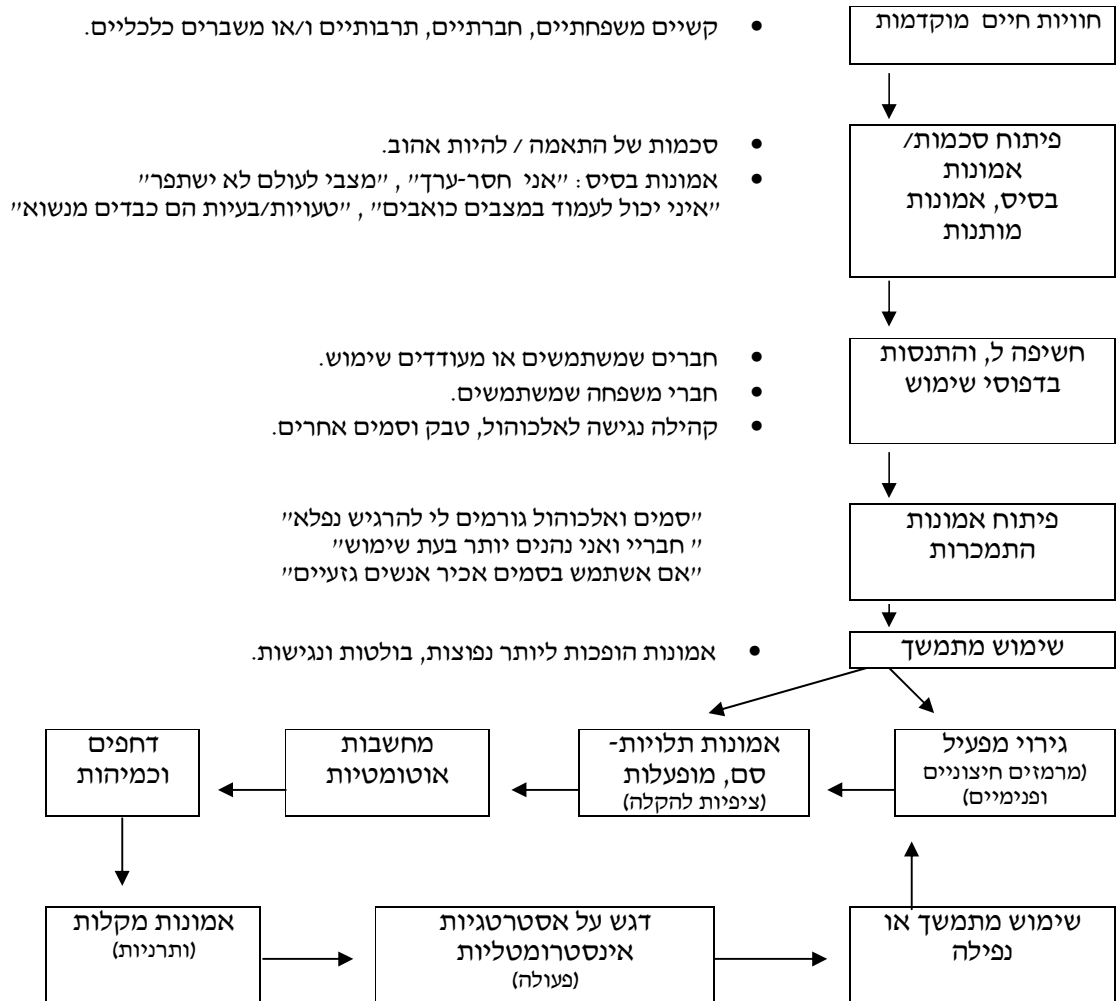 חוויות חיים מוקדמות
• קשיים משפחתיים, חברתיים, תרבותיים ו/או משברים כלכליים.
פיתוח סכמות/
אמונות
בסיס, אמונות
מותנות
• סכמות של התאמה / להיות אהוב.
• אמונות בסיס: "אני חסר-ערך", "מצבי לעולם לא ישתפר"
"איני יכול לעמוד במצבים כואבים", "טעויות/בעיות הם כבדים מנשוא"
חשיפה ל, והתנסות
בדפוסי שימוש
• חברים שמשתמשים או מעודדים שימוש.
• חברי משפחה שמשתמשים.
• קהילה נגישה לאלכוהול, טבק וסמים אחרים.
פיתוח אמונות
התמכרות
"סמים ואלכוהול גורמים לי להרגיש נפלא"
" חבריי ואני נהנים יותר בעת שימוש"
"אם אשתמש בסמים אכיר אנשים גזעיים"
שימוש מתמשך
• אמונות הופכות ליותר נפוצות, בולטות ונגישות.
גירוי מפעיל
(מרמזים חיצוניים
ופנימיים)
אמונות תלויות-
סם, מופעלות
(ציפיות להקלה)
מחשבות
אוטומטיות
דחפים
וכמיהות
אמונות מקלות
(ותרניות)
דגש על אסטרטגיות
אינסטרומטליות
(פעולה)
שימוש מתמשך או
נפילה